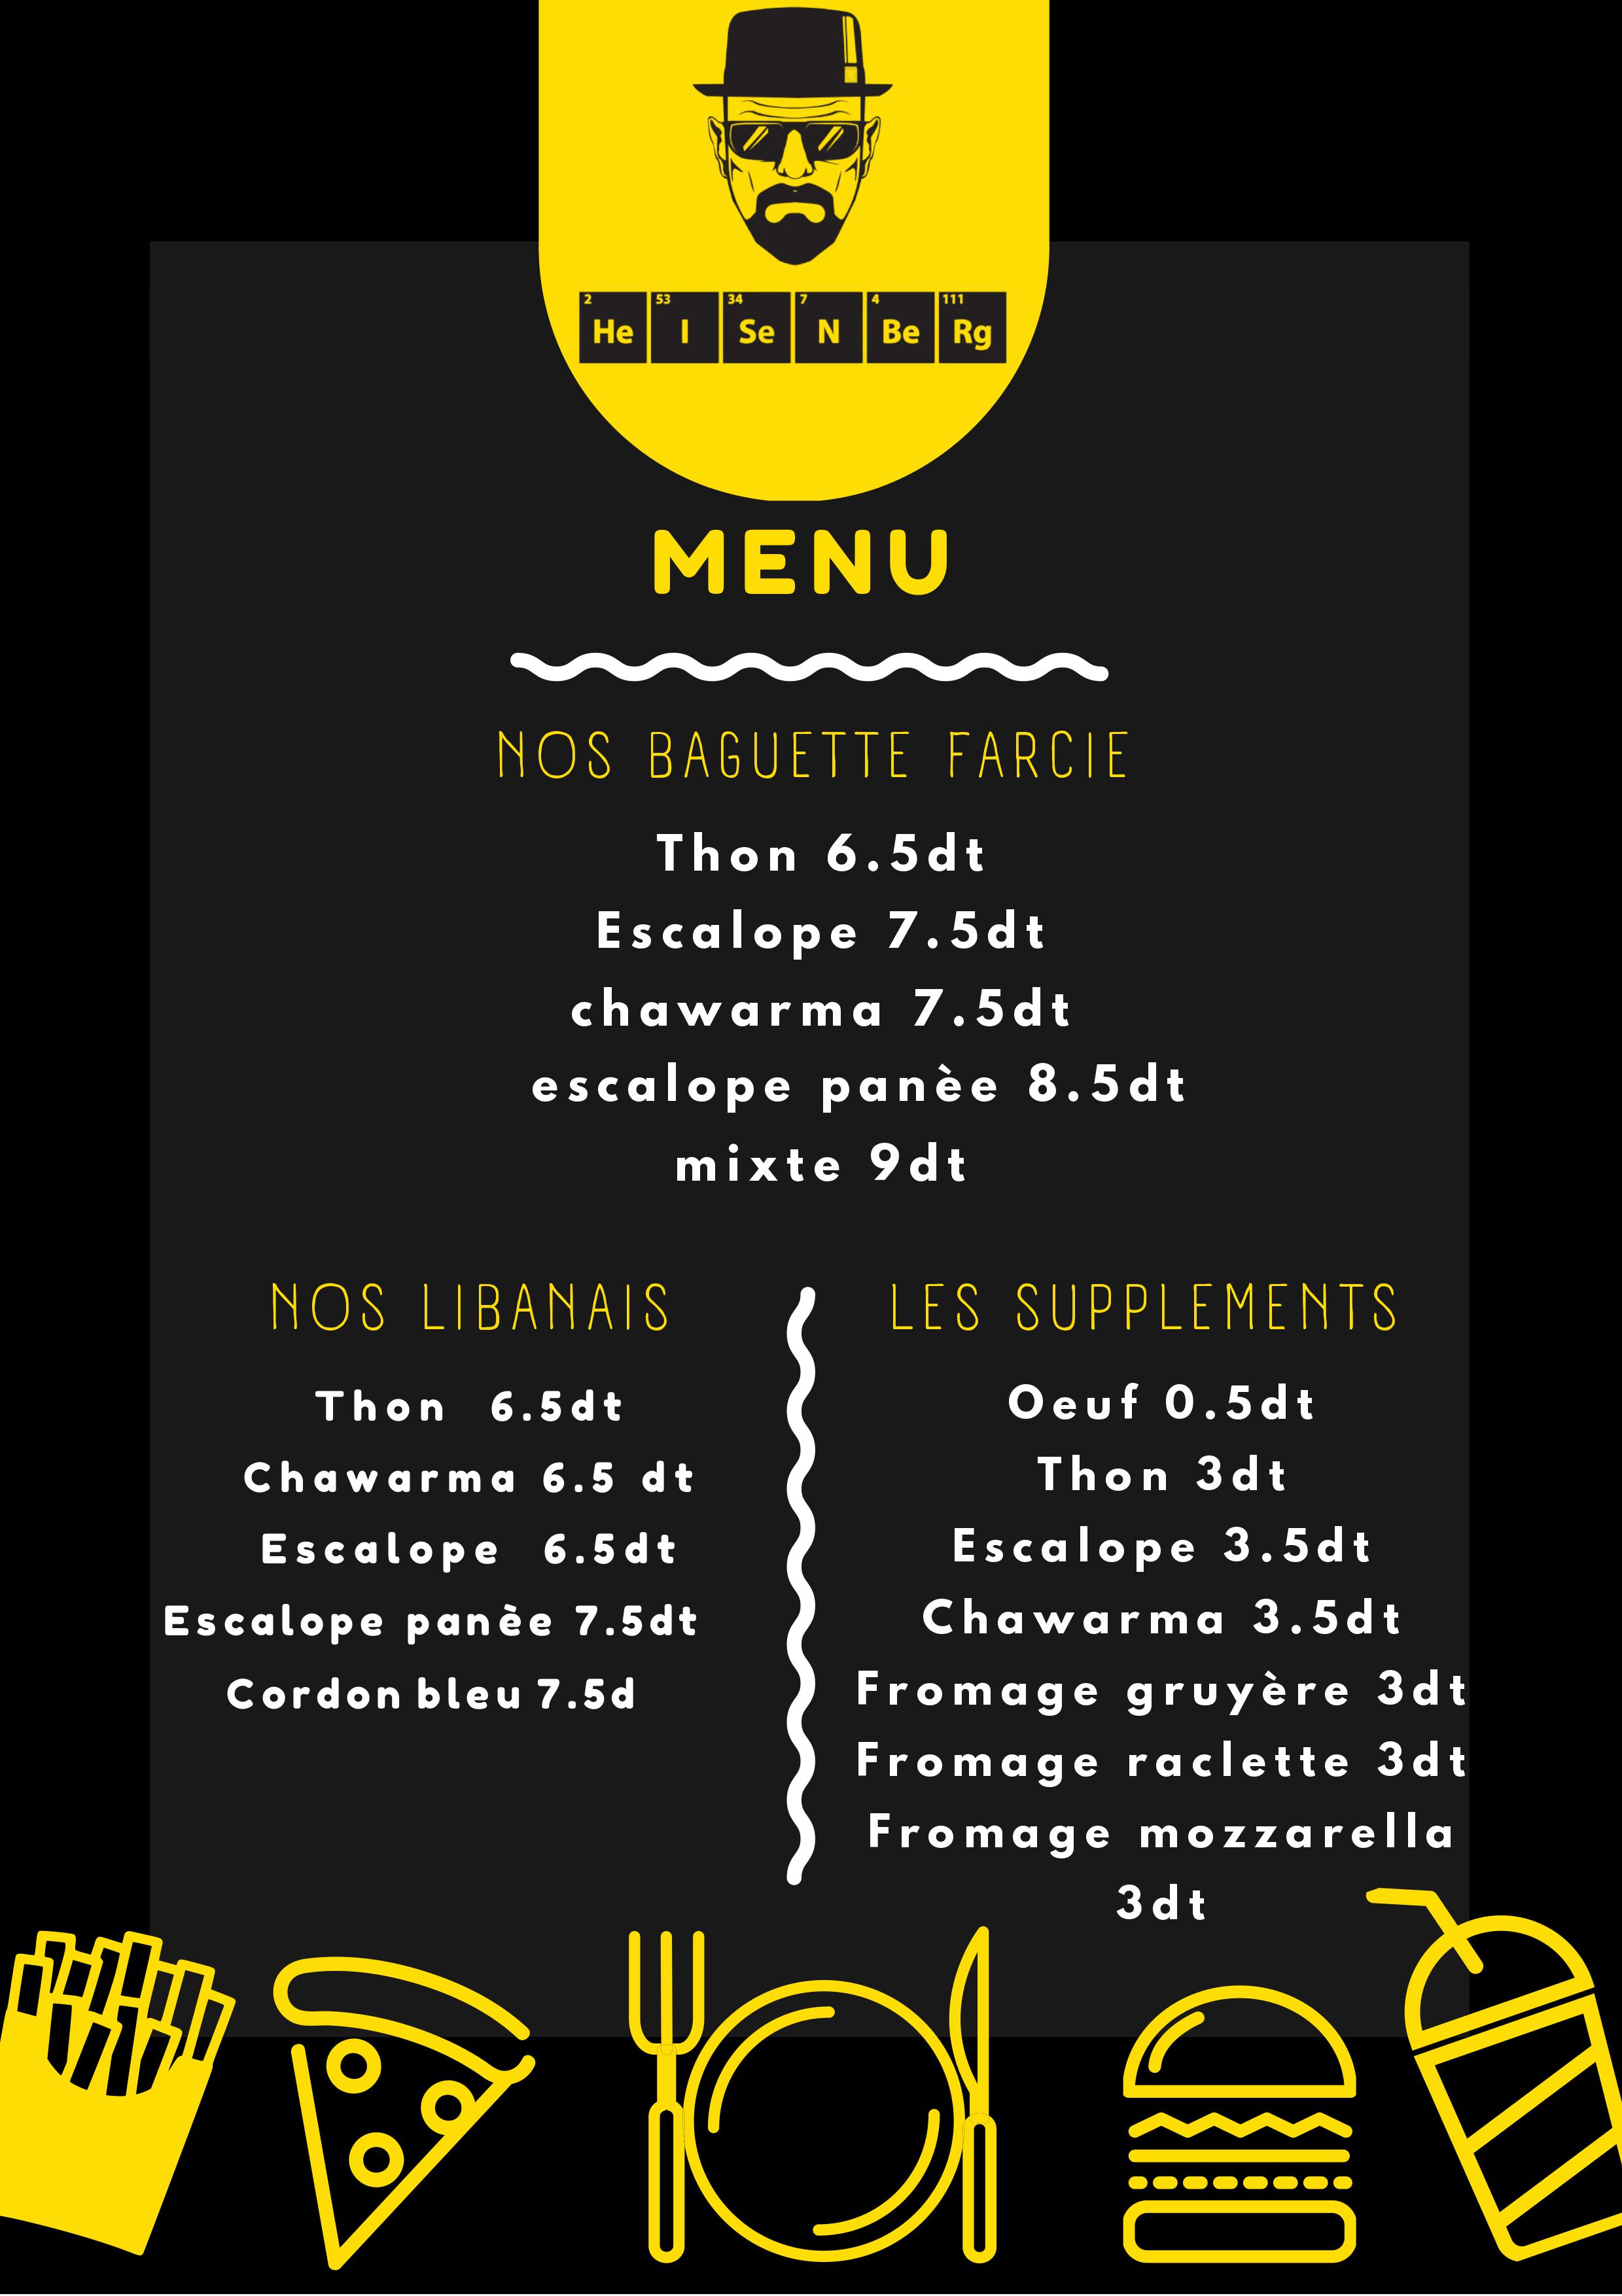 2 53 34 7 4 111
He I Se N Be Rg
MENU
NOS BAGUETTE FARCIE
Thon 6.5dt
Escalope 7.5dt
chawarma 7.5dt
escalope panèe 8.5dt
mixte 9dt
NOS LIBANAIS
Thon 6.5dt
Chawarma 6.5 dt
Escalope 6.5dt
Escalope panèe 7.5dt
Cordon bleu 7.5d
LES SUPPLEMENTS
Oeuf 0.5dt
Thon 3dt
Escalope 3.5dt
Chawarma 3.5dt
Fromage gruyère 3dt
Fromage raclette 3dt
Fromage mozzarella
3dt